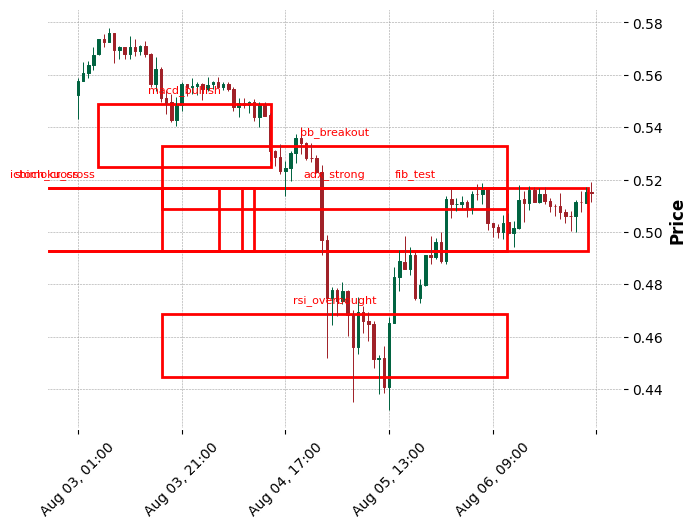 0.58
0.56
macd_bullish
0.54
bb_breakout
0.52
adx_strong
fib_test
0.50
Price
0.48
rsi_overbought
0.46
0.44
Aug 03, 01:00
Aug 03, 21:00
Aug 04, 17:00
Aug 05, 13:00
Aug 06, 09:00